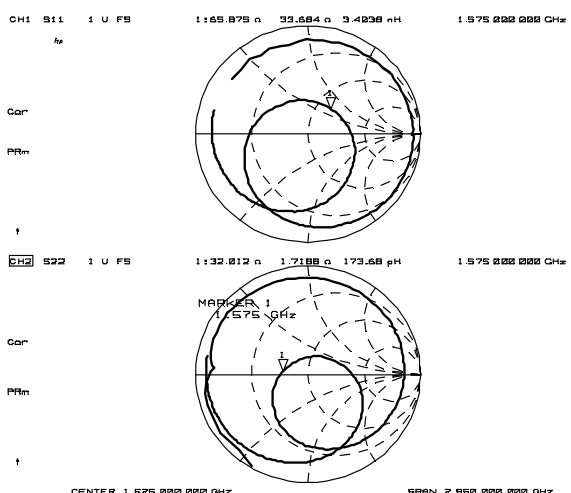 CH1 S11 1 U FS 1:65.875 Ω 33.684 Ω 3.4038 nH 1.575 000 000 GHz
hp
Cor
1
PRm
↑
CH2 S22 1 U FS 1:32.012 Ω 1.7188 Ω 173.68 pH 1.575 000 000 GHz
MARKER 1
1.575 GHz
Cor
1
PRm
↑
CENTER 1.575 000 000 GHz SPAN 2.950 000 000 GHz